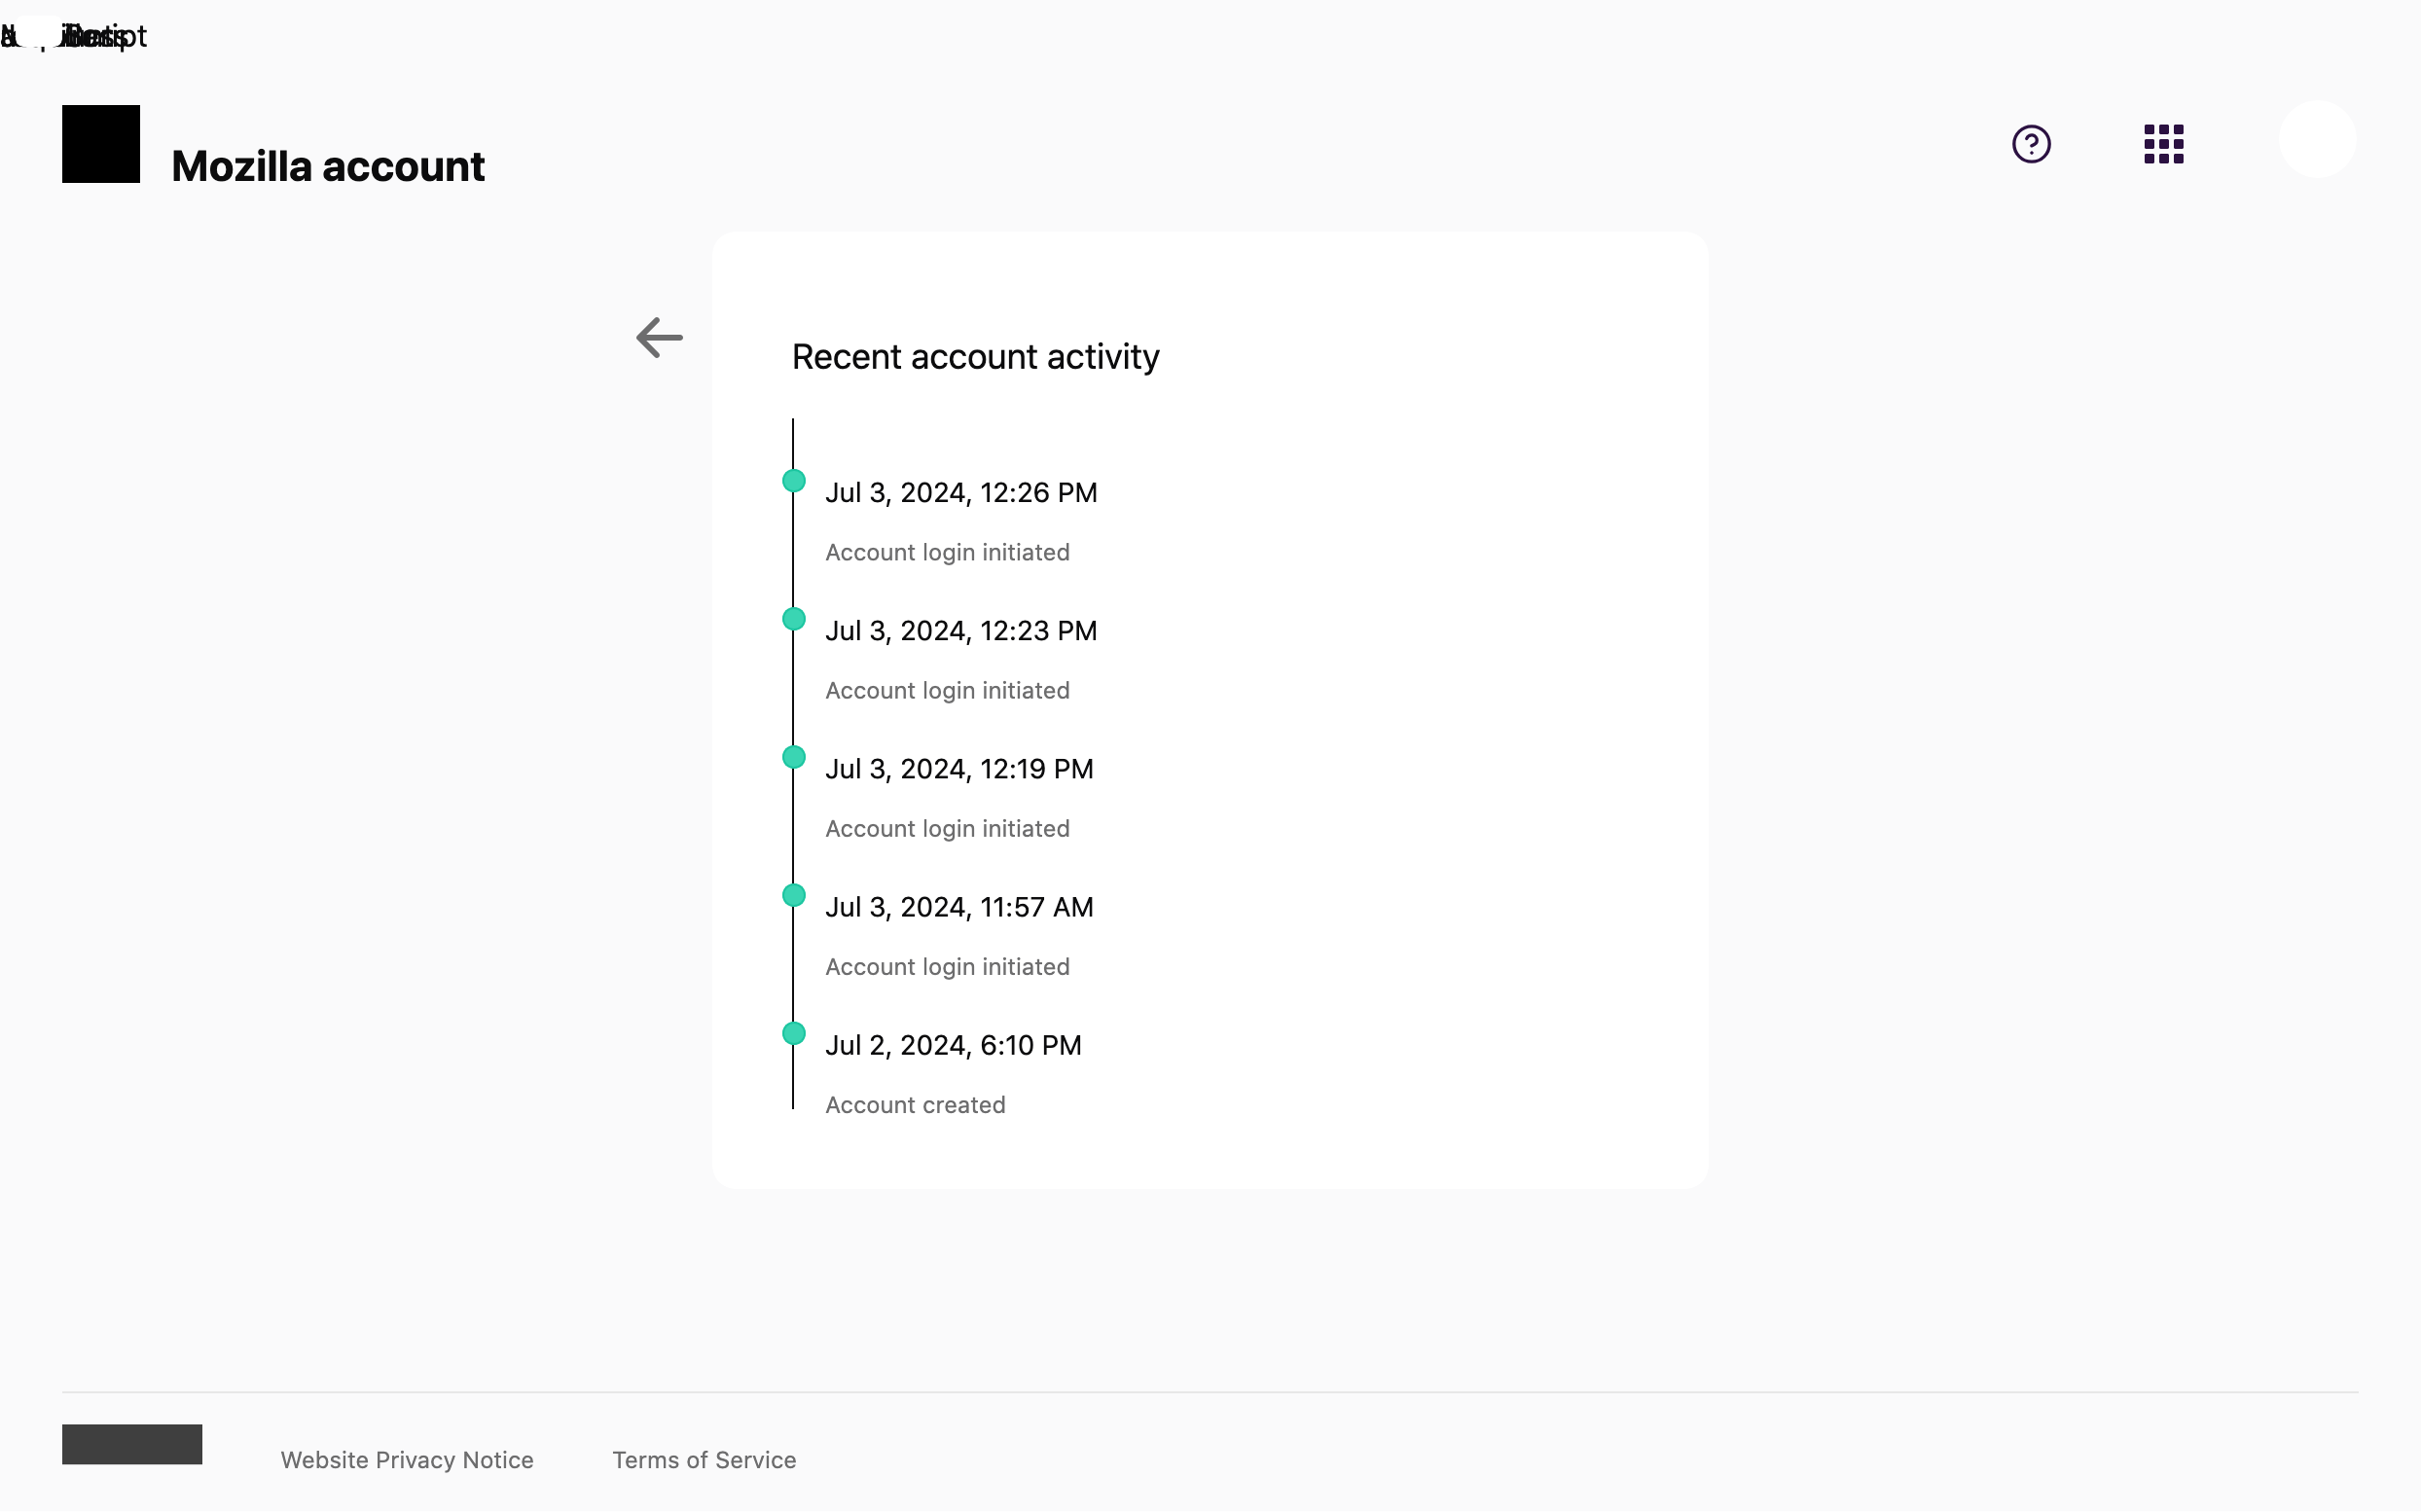 Mozilla account
Recent account activity
Jul 3, 2024, 12:26 PM
Account login initiated
Jul 3, 2024, 12:23 PM
Account login initiated
Jul 3, 2024, 12:19 PM
Account login initiated
Jul 3, 2024, 11:57 AM
Account login initiated
Jul 2, 2024, 6:10 PM
Account created
Website Privacy Notice
Terms of Service